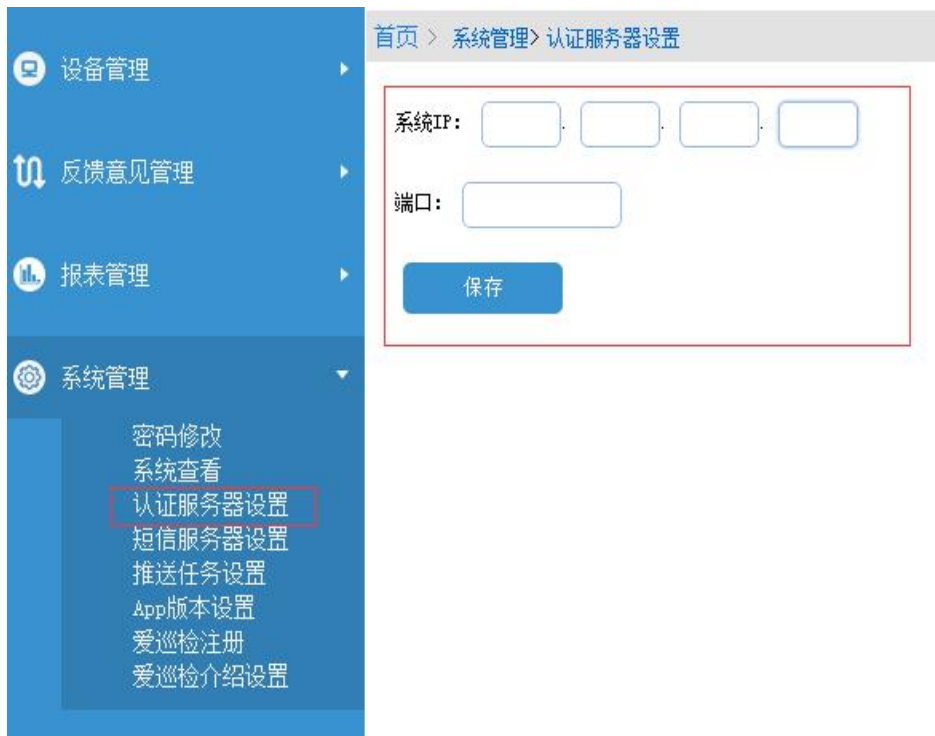 首页 > 系统管理> 认证服务器设置
设备管理
反馈意见管理
报表管理
系统管理
密码修改
系统查看
认证服务器设置
短信服务器设置
推送任务设置
App版本设置
爱巡检注册
爱巡检介绍设置
系统IP： . . .
端口：
保存